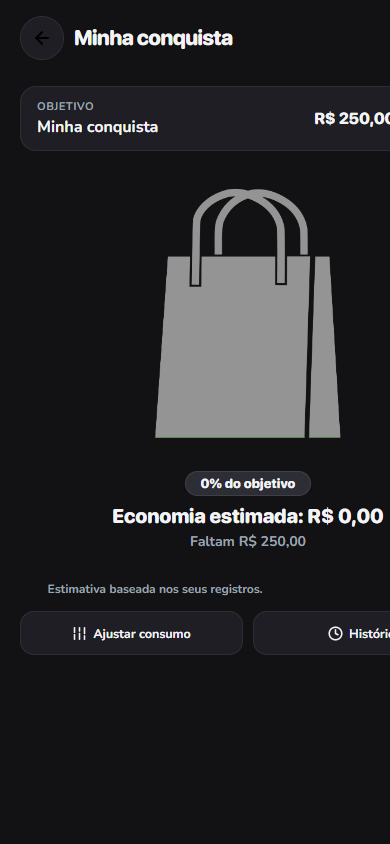 Minha conquista
OBJETIVO
Minha conquista
R$ 250,00
0% do objetivo
Economia estimada: R$ 0,00
Faltam R$ 250,00
Estimativa baseada nos seus registros.
Ajustar consumo
Históri